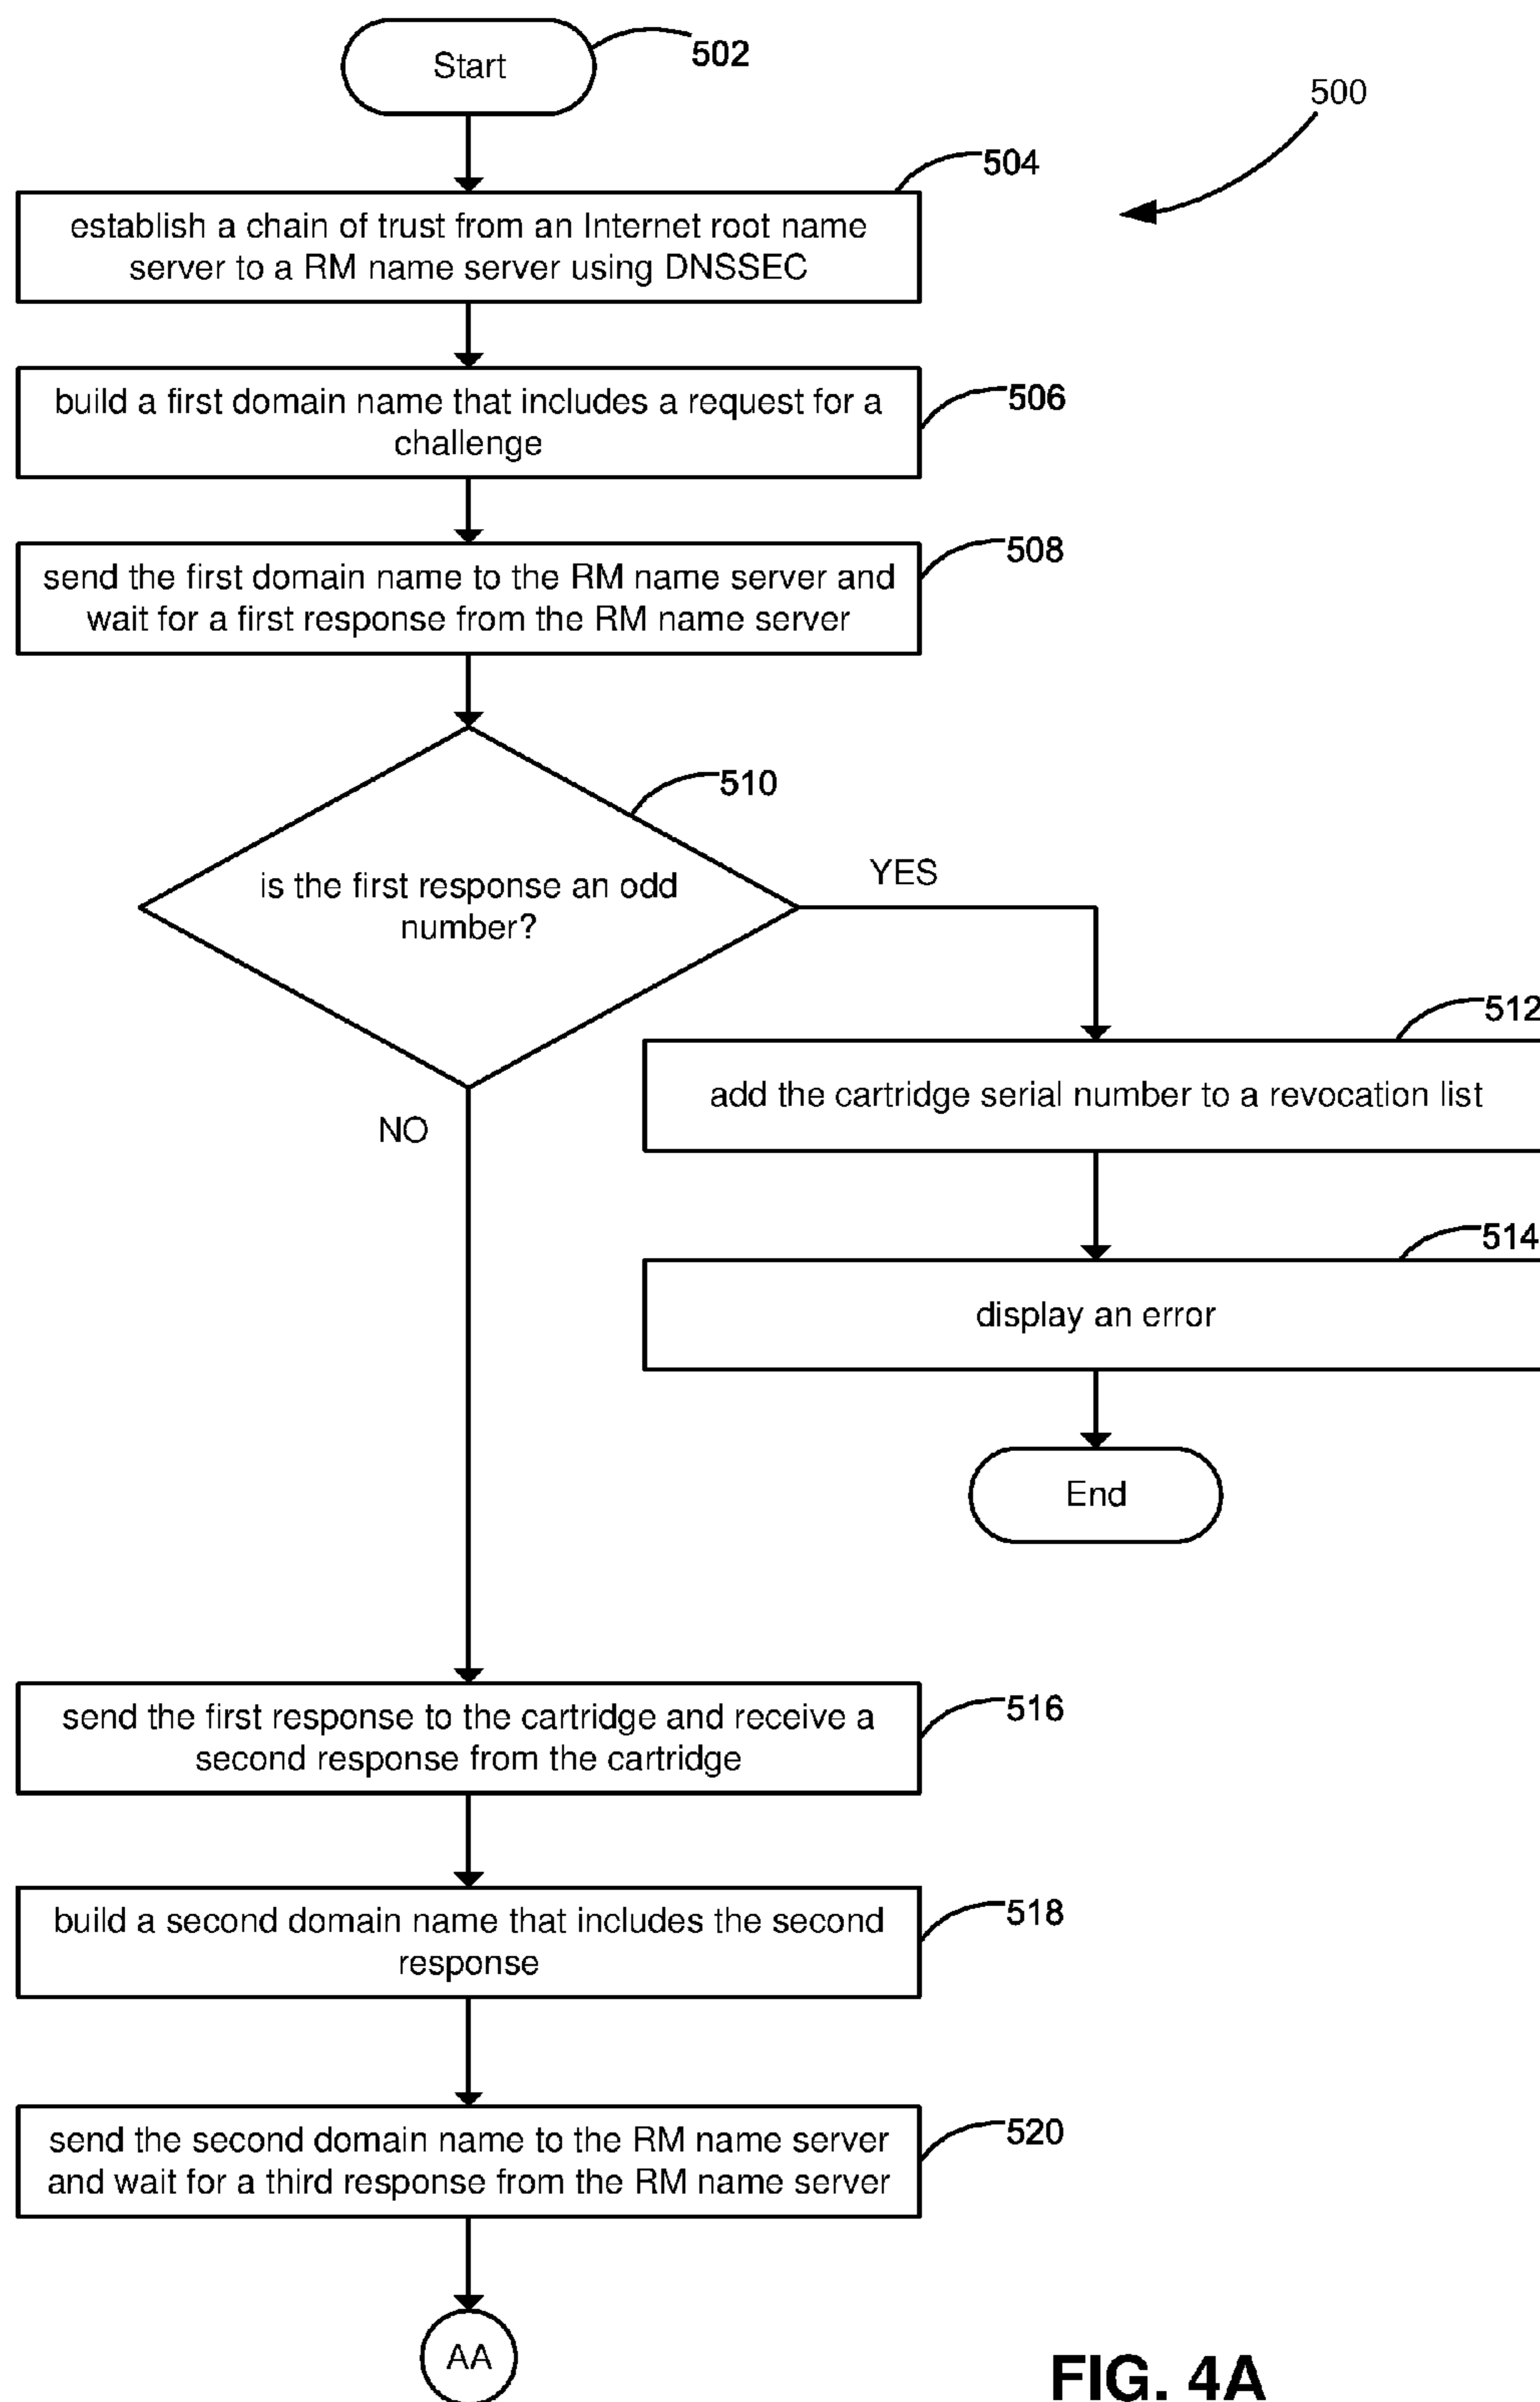 Start
502
500
504
establish a chain of trust from an Internet root name
server to a RM name server using DNSSEC
build a first domain name that includes a request for a
challenge
506
508
send the first domain name to the RM name server and
wait for a first response from the RM name server
510
is the first response an odd
number?
YES
512
add the cartridge serial number to a revocation list
NO
514
display an error
End
send the first response to the cartridge and receive a
second response from the cartridge
516
build a second domain name that includes the second
response
518
send the second domain name to the RM name server
and wait for a third response from the RM name server
520
AA
FIG. 4A